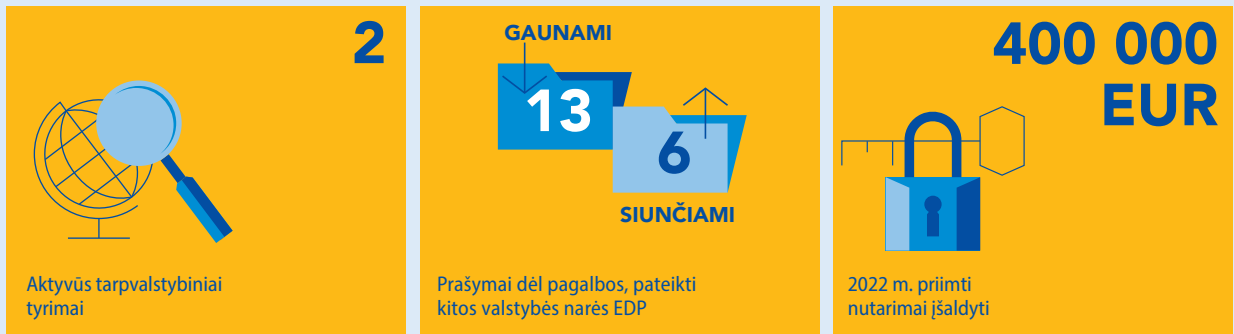 2
Aktyvūs tarpvalstybiniai
tyrimai
GAUNAMI
13
6
SIUNČIAMI
Prašymai dėl pagalbos, pateikti
kitos valstybės narės EDP
400 000
EUR
2022 m. priimti
nutarimai įšaldyti